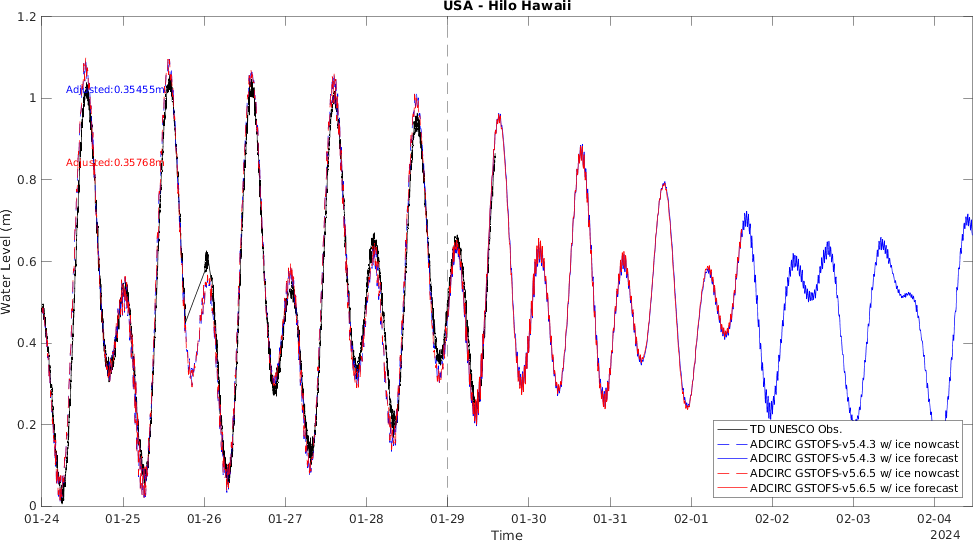 USA - Hilo Hawaii
1.2
1
0.8
0.6
0.4
0.2
0
Water Level (m)
Adjusted:0.35455m
Adjusted:0.35768m
TD UNESCO Obs.
ADCIRC GSTOFS-v5.4.3 w/ ice nowcast
ADCIRC GSTOFS-v5.4.3 w/ ice forecast
ADCIRC GSTOFS-v5.6.5 w/ ice nowcast
ADCIRC GSTOFS-v5.6.5 w/ ice forecast
01-24 01-25 01-26 01-27 01-28 01-29 01-30 01-31 02-01 02-02 02-03 02-04
2024
Time